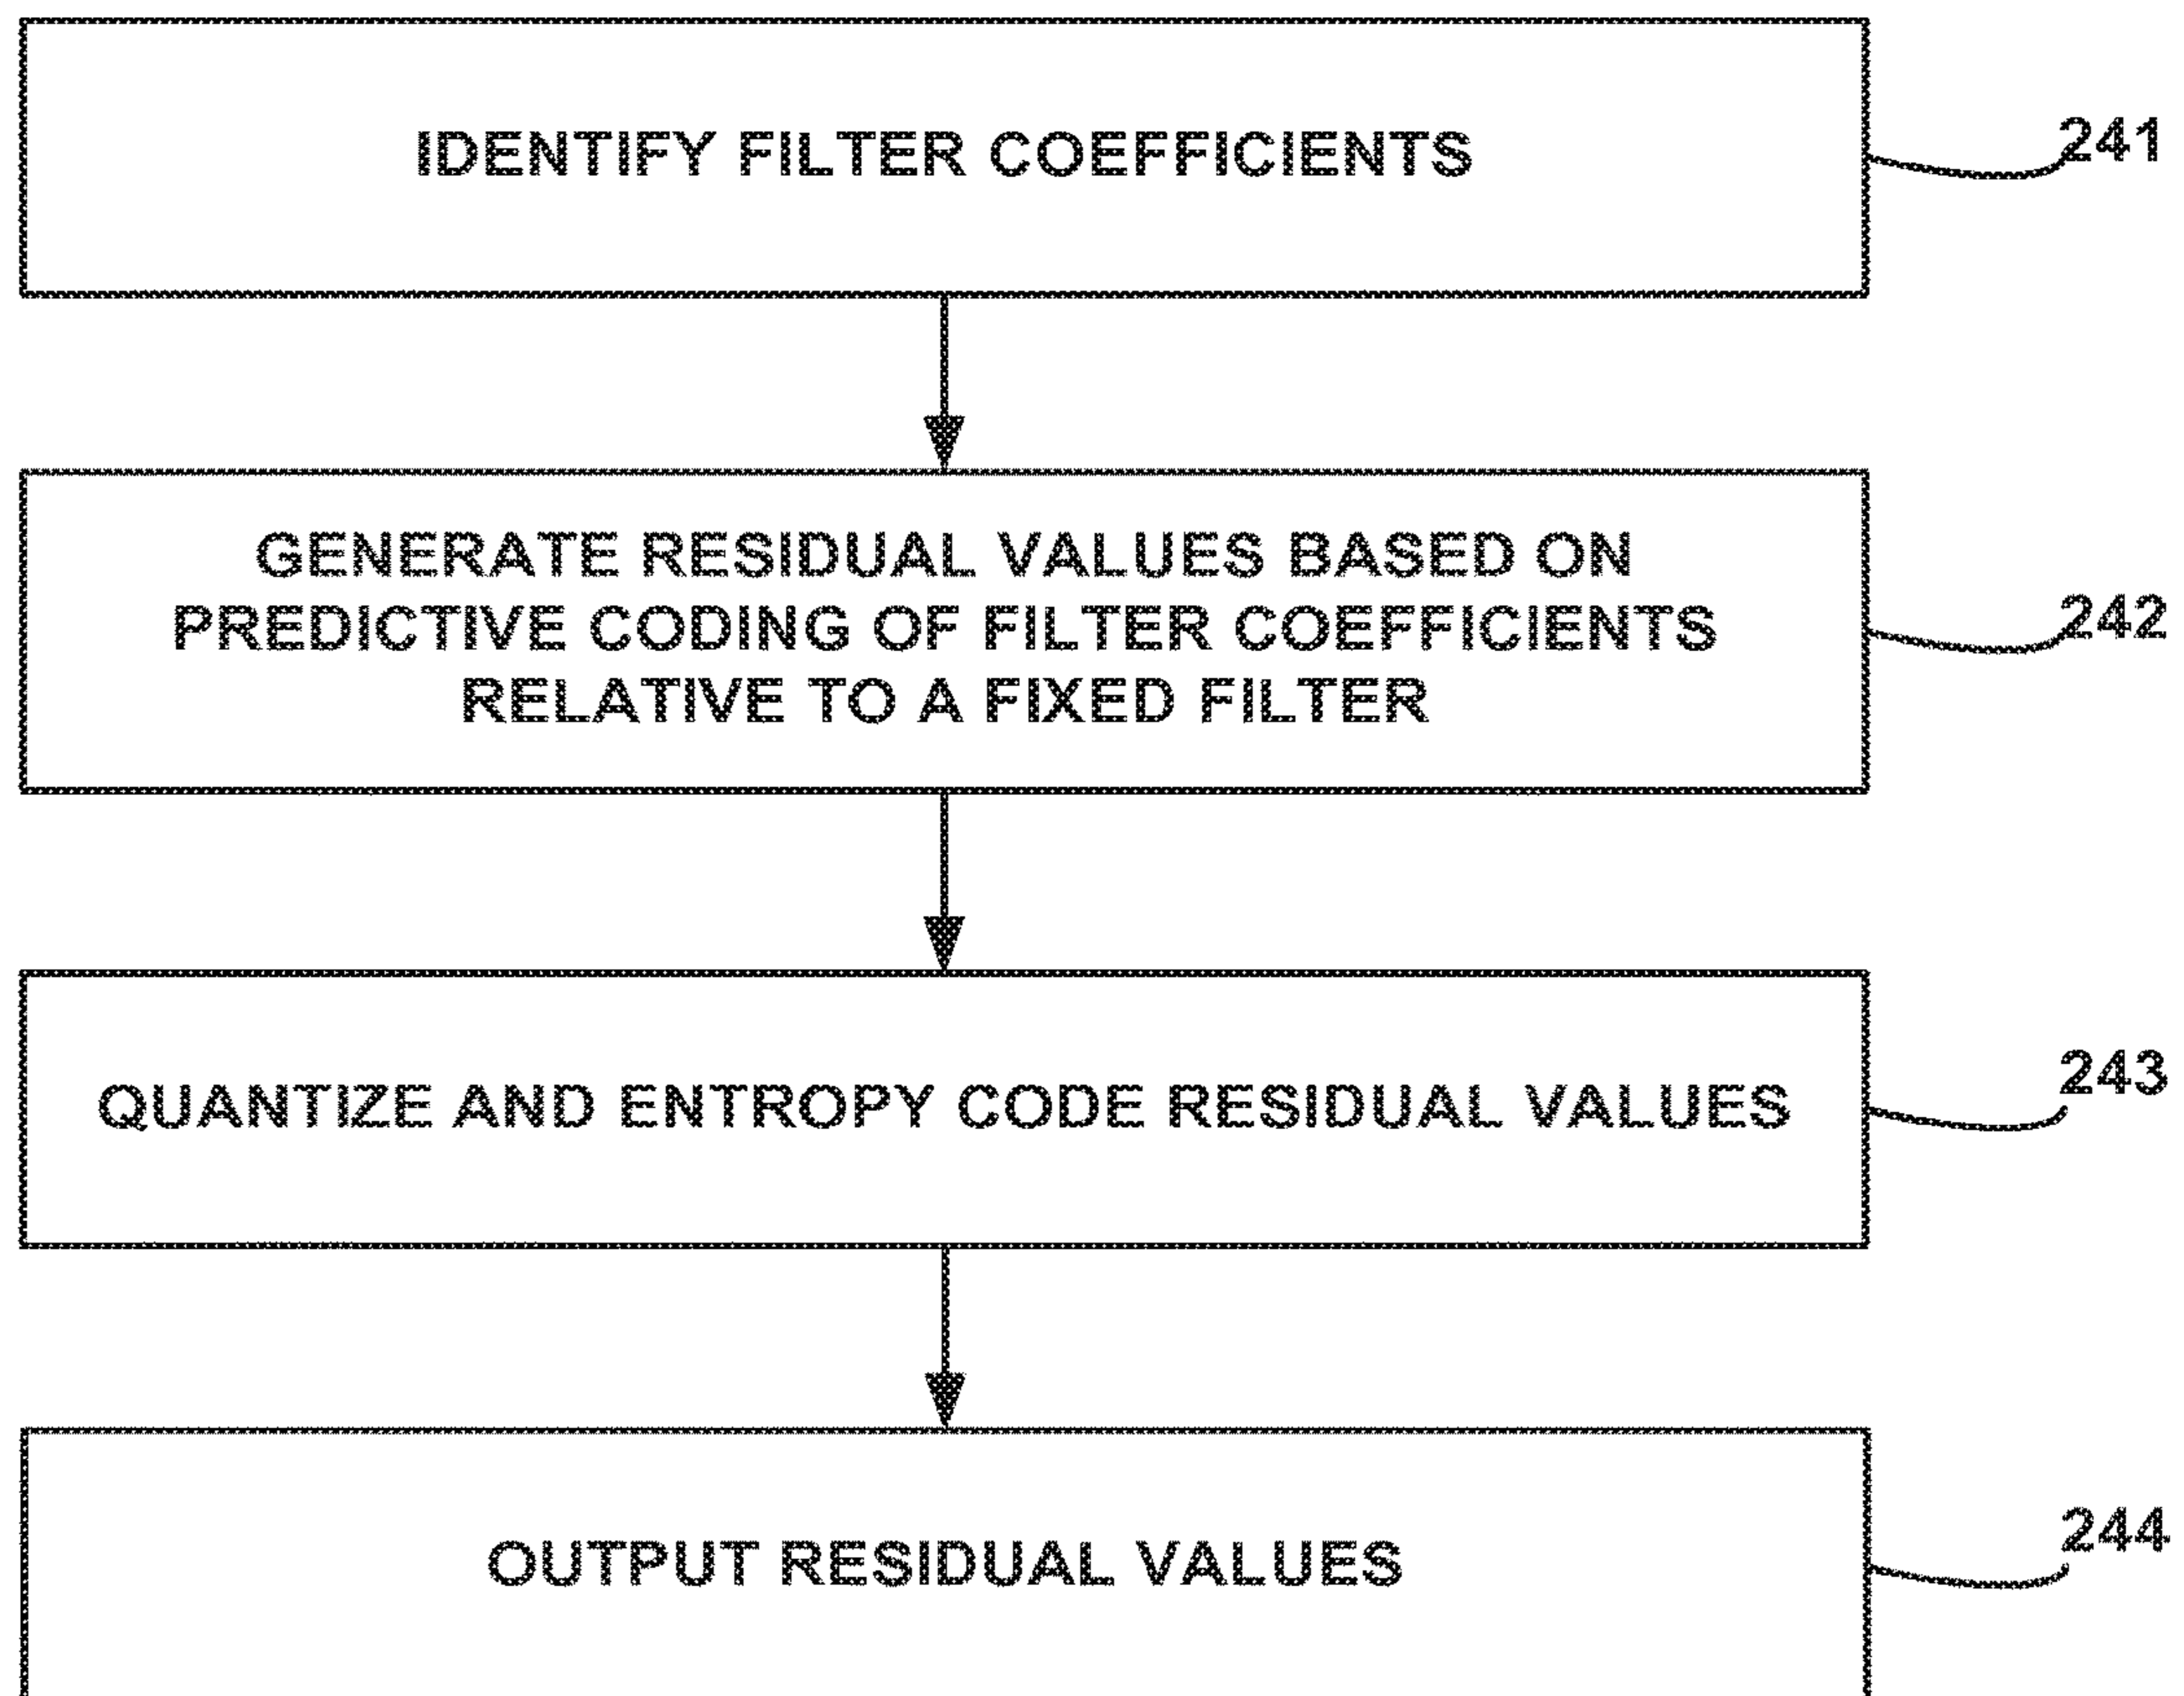 IDENTIFY FILTER COEFFICIENTS
241
GENERATE RESIDUAL VALUES BASED ON
PREDICTIVE CODING OF FILTER COEFFICIENTS
RELATIVE TO A FIXED FILTER
242
QUANTIZE AND ENTROPY CODE RESIDUAL VALUES
243
OUTPUT RESIDUAL VALUES
244